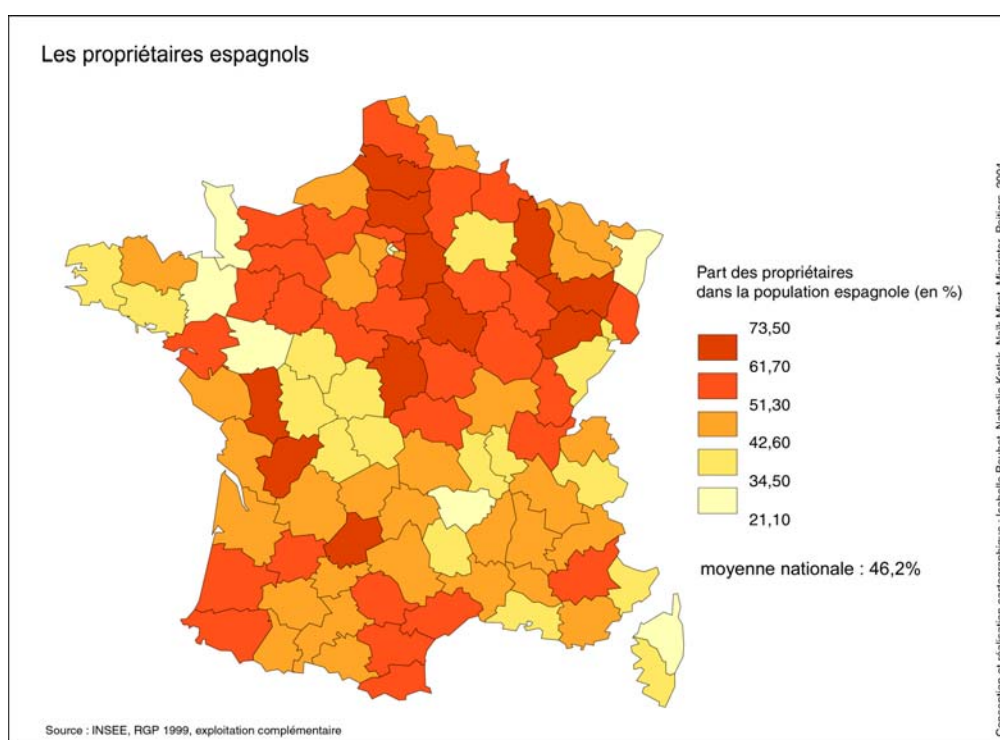 Les propriétaires espagnols
Part des propriétaires
dans la population espagnole (en %)
73,50
61,70
51,30
42,60
34,50
21,10
moyenne nationale : 46,2%
Source : INSEE, RGP 1999, exploitation complémentaire